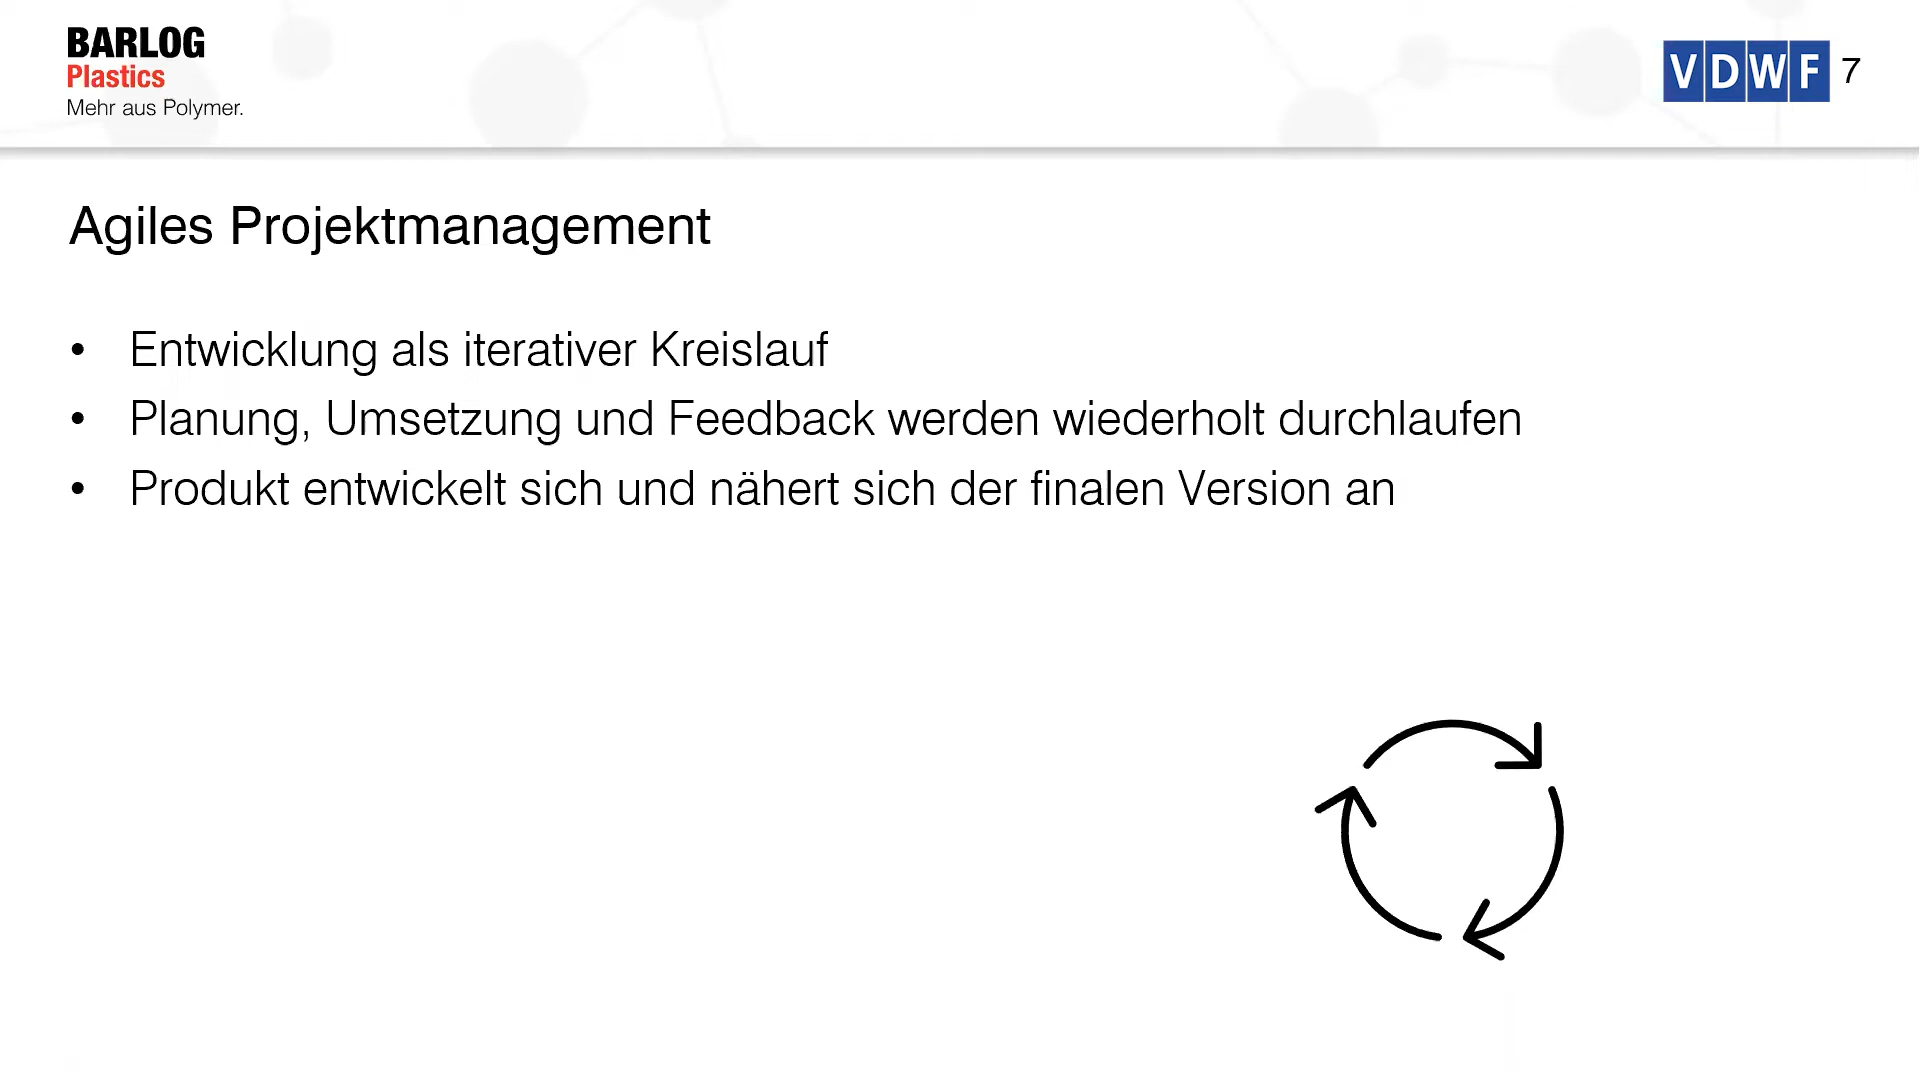 BARLOG
Plastics
Mehr aus Polymer.
VDWF
7
Agiles Projektmanagement
• Entwicklung als iterativer Kreislauf
• Planung, Umsetzung und Feedback werden wiederholt durchlaufen
• Produkt entwickelt sich und nähert sich der finalen Version an